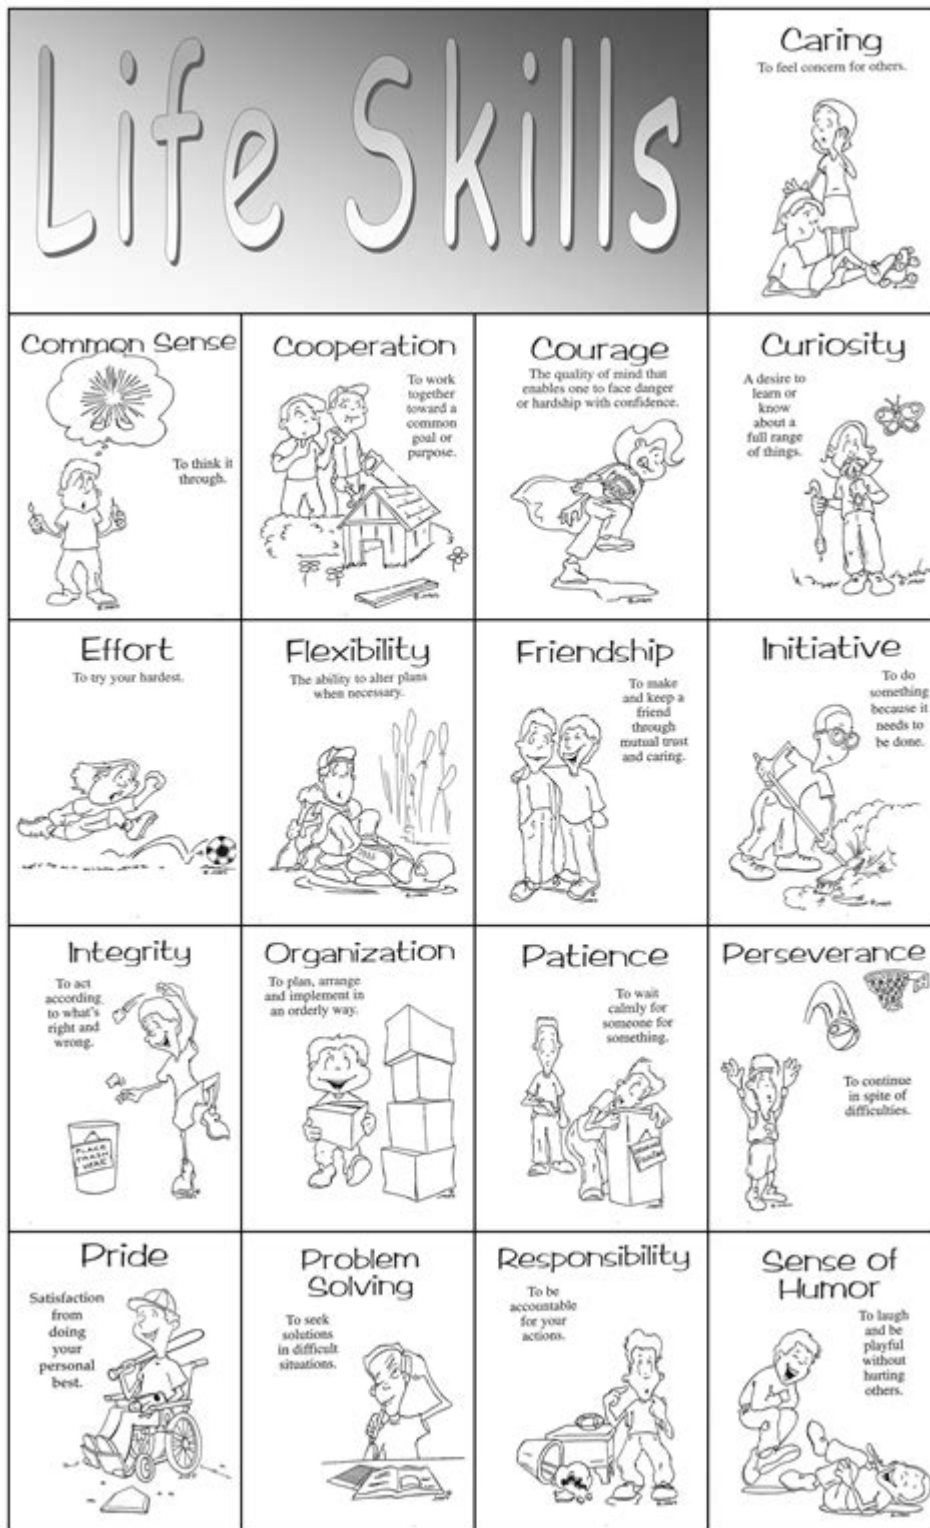 Life Skills
Caring
To feel concern for others.
Common Sense
To think it
through.
Cooperation
To work
together
toward a
common
goal or
purpose.
Courage
The quality of mind that
enables one to face danger
or hardship with confidence.
Curiosity
A desire to
learn or
know
about a
full range
of things.
Effort
To try your hardest.
Flexibility
The ability to alter plans
when necessary.
Friendship
To make
and keep a
friend
through
mutual trust
and caring.
Initiative
To do
something
because it
needs to
be done.
Integrity
To act
according
to what's
right and
wrong.
PLACE
TRASH
HERE
Organization
To plan, arrange
and implement in
an orderly way.
Patience
To wait
calmly for
someone for
something.
Perseverance
To continue
in spite of
difficulties.
Pride
Satisfaction
from
doing
your
personal
best.
Problem
Solving
To seek
solutions
in difficult
situations.
Responsibility
To be
accountable
for your
actions.
Sense of
Humor
To laugh
and be
playful
without
hurting
others.